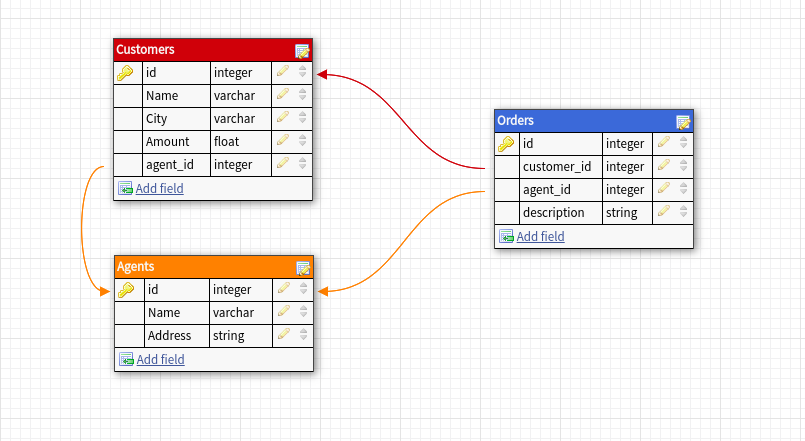 Customers
id integer
Name varchar
City varchar
Amount float
agent_id integer
Add field
Orders
id integer
customer_id integer
agent_id integer
description string
Add field
Agents
id integer
Name varchar
Address string
Add field